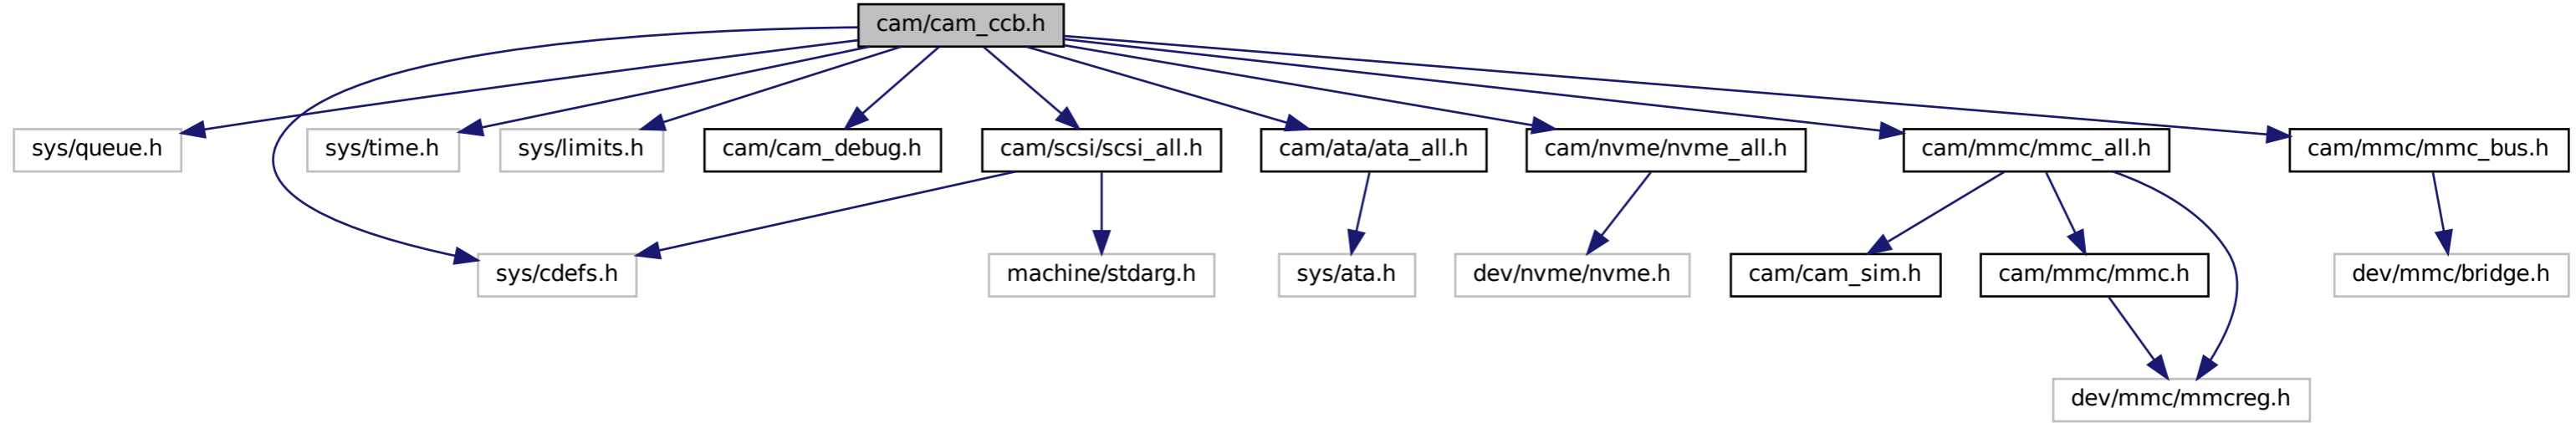 cam/cam_ccb.h
sys/queue.h
sys/time.h
sys/limits.h
cam/cam_debug.h
cam/scsi/scsi_all.h
cam/ata/ata_all.h
cam/nvme/nvme_all.h
cam/mmc/mmc_all.h
cam/mmc/mmc_bus.h
sys/cdefs.h
machine/stdarg.h
sys/ata.h
dev/nvme/nvme.h
cam/cam_sim.h
cam/mmc/mmc.h
dev/mmc/bridge.h
dev/mmc/mmcreg.h